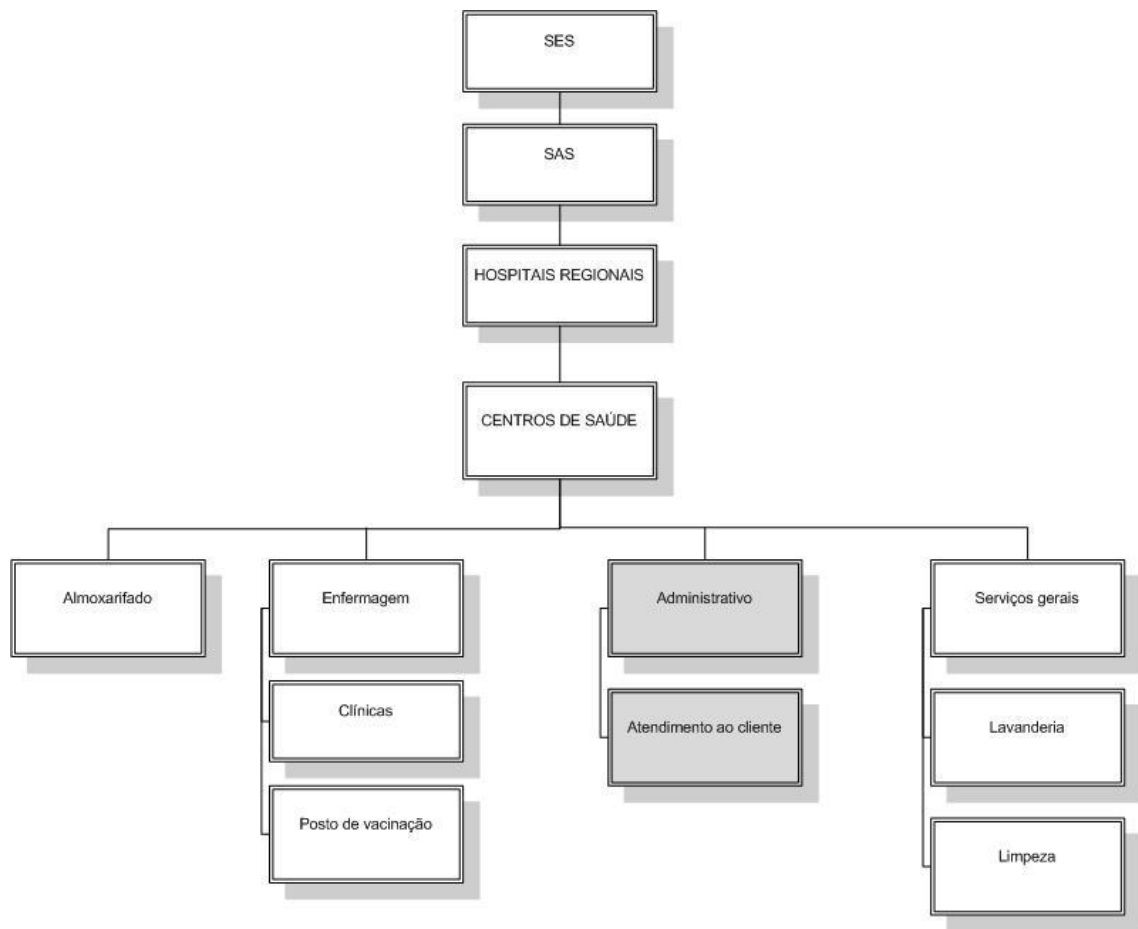 SES
SAS
HOSPITAIS REGIONAIS
CENTROS DE SAÚDE
Almoxarifado
Enfermagem
Administrativo
Serviços gerais
Clínicas
Atendimento ao cliente
Lavanderia
Posto de vacinação
Limpeza